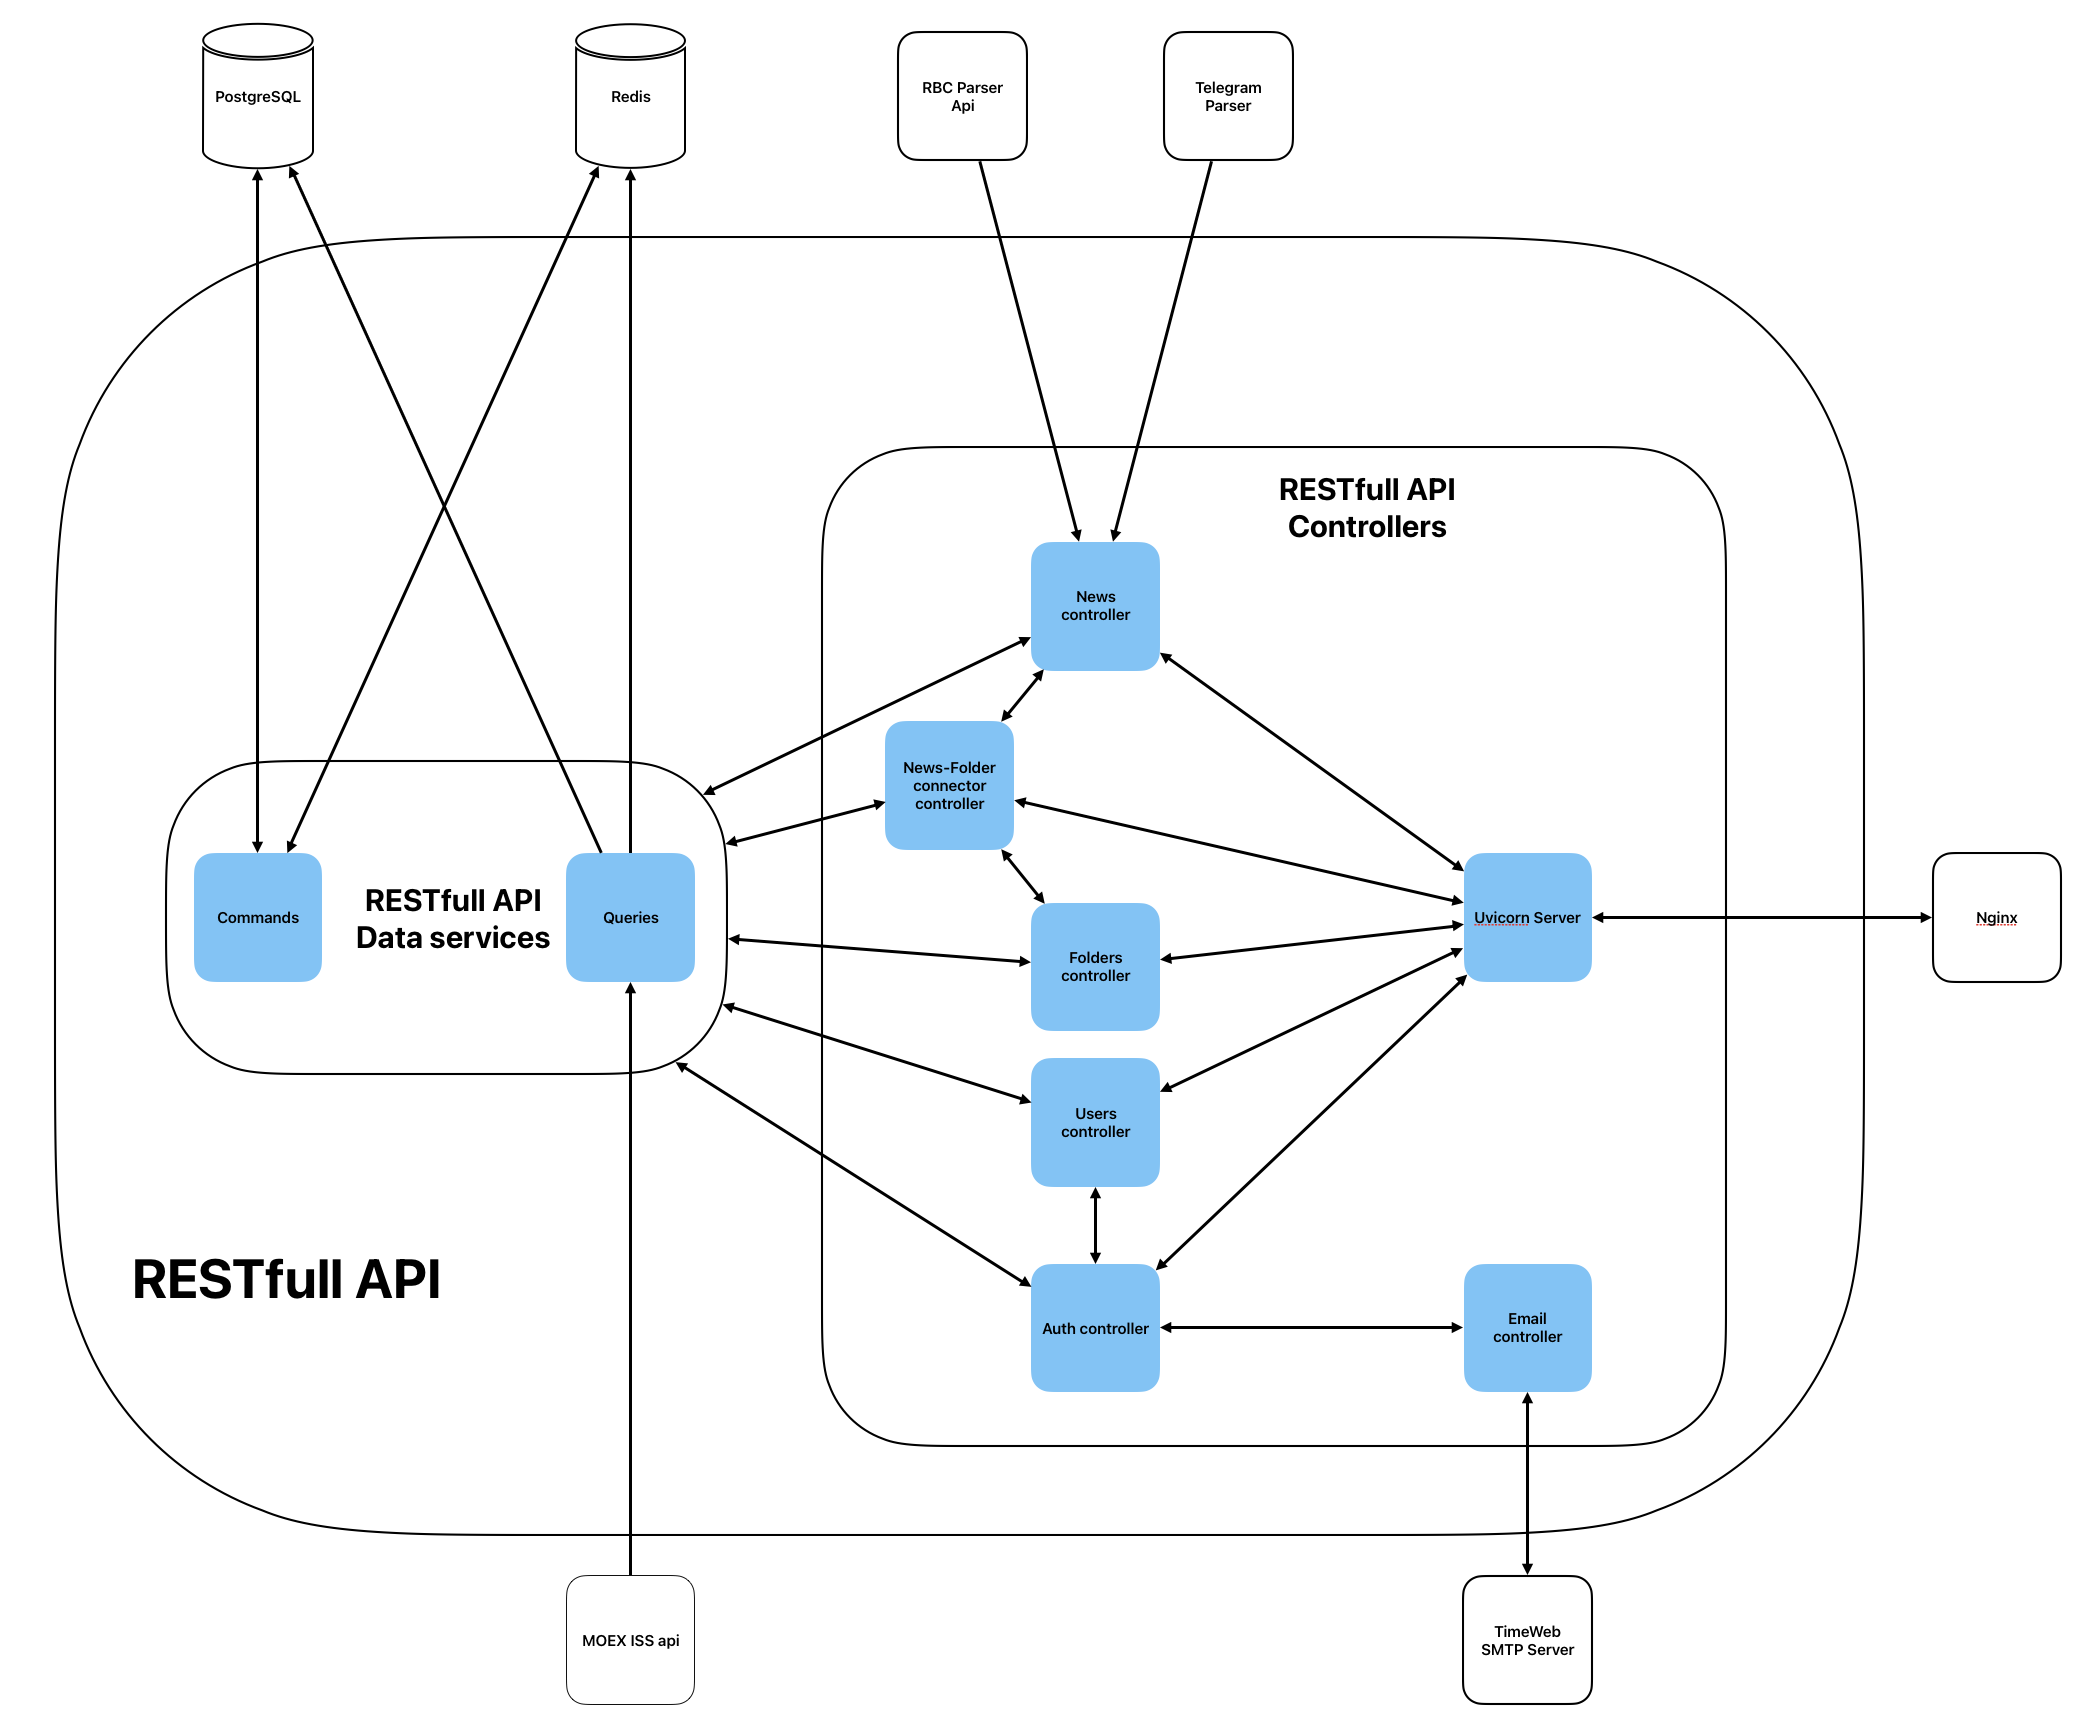 PostgreSQL
Redis
RBC Parser
Api
Telegram
Parser
RESTfull API
Controllers
News
controller
News-Folder
connector
controller
Commands
RESTfull API
Data services
Queries
Uvicorn Server
Nginx
Folders
controller
Users
controller
RESTfull API
Auth controller
Email
controller
MOEX ISS api
TimeWeb
SMTP Server